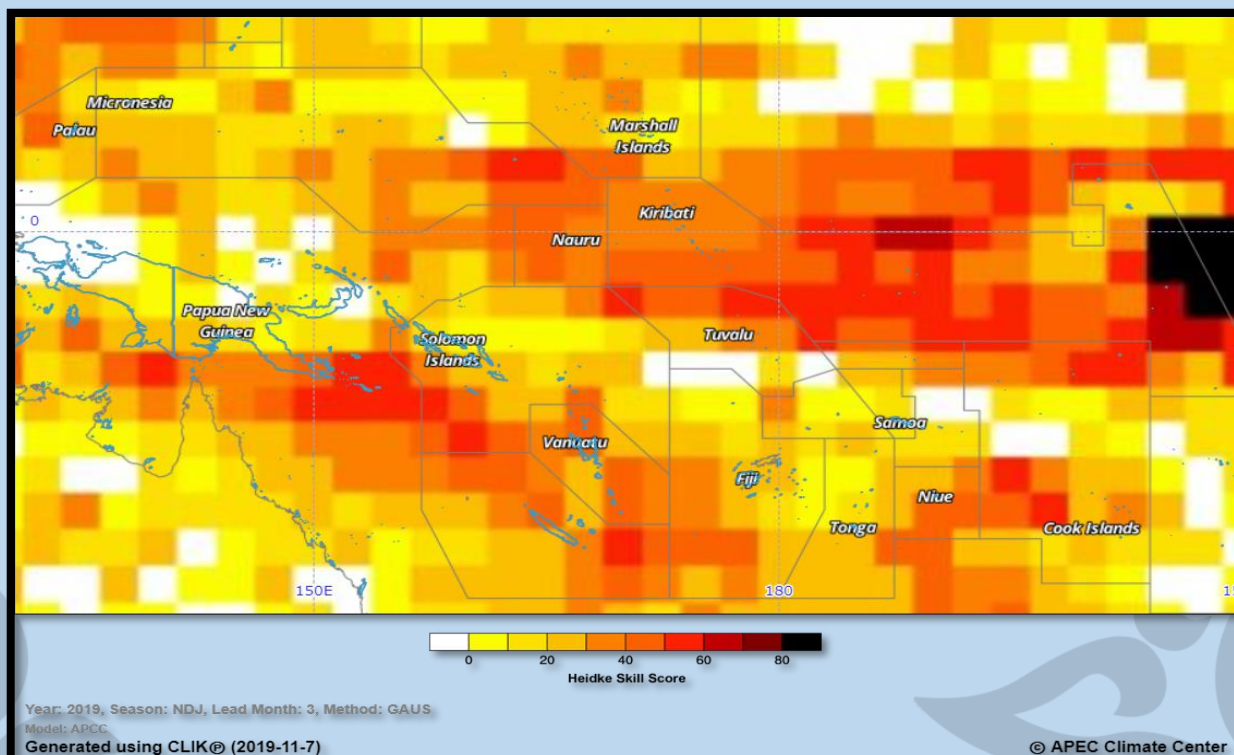 Micronesia
Palau
Marshall
Islands
0
Kiribati
Nauru
Papua New
Guinea
Solomon
Islands
Tuvalu
Samoa
Vanuatu
Fiji
Niue
Tonga
Cook Islands
150E
180
0
20
40
60
80
Heidke Skill Score
Year: 2019, Season: NDJ, Lead Month: 3, Method: GAUS
Model: APCC
Generated using CLIK℗ (2019-11-7)
© APEC Climate Center